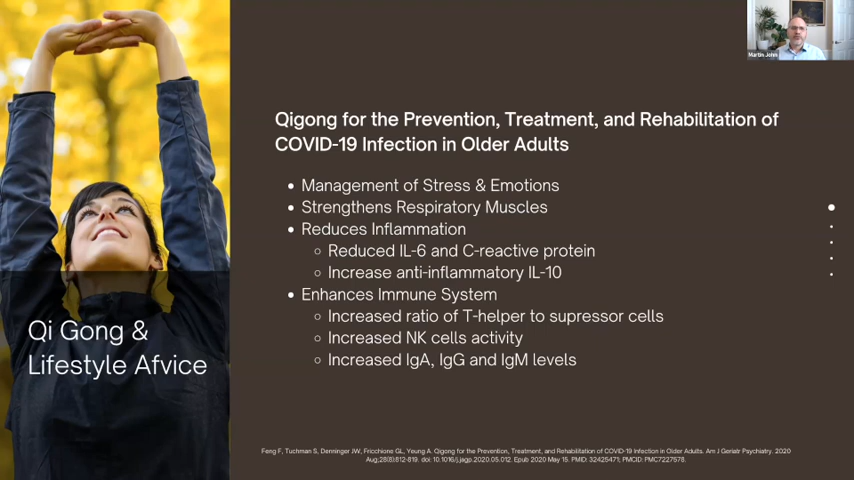 Martin John
Qigong for the Prevention, Treatment, and Rehabilitation of
COVID-19 Infection in Older Adults
• Management of Stress & Emotions
• Strengthens Respiratory Muscles
• Reduces Inflammation
◦ Reduced IL-6 and C-reactive protein
◦ Increase anti-inflammatory IL-10
• Enhances Immune System
◦ Increased ratio of T-helper to supressor cells
◦ Increased NK cells activity
◦ Increased IgA, IgG and IgM levels
Qi Gong &
Lifestyle Afvice
Feng F, Tuchman S, Denninger JW, Fricchione GL, Yeung A. Qigong for the Prevention, Treatment, and Rehabilitation of COVID-19 Infection in Older Adults. Am J Geriatr Psychiatry. 2020
Aug;28(8):812-819. doi: 10.1016/j.jagp.2020.05.012. Epub 2020 May 15. PMID: 32425471; PMCID: PMC7227578.